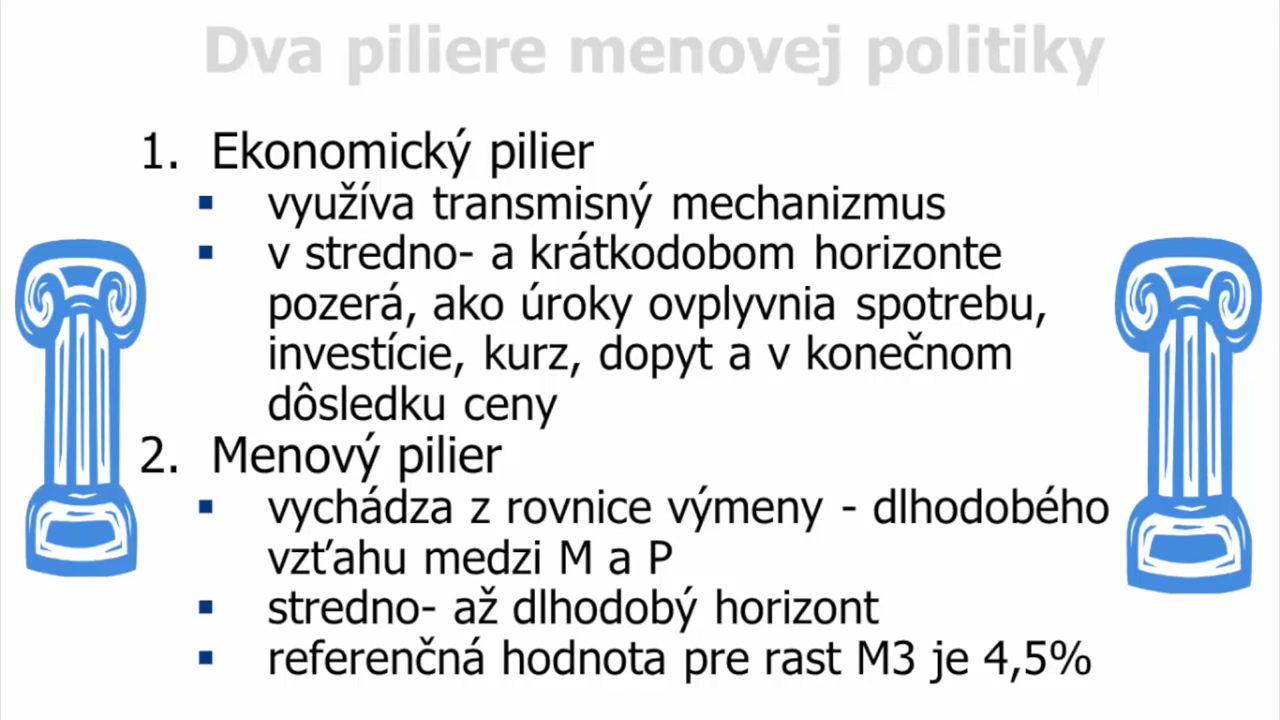 Dva piliere menovej politiky
1. Ekonomický pilier
▪ využíva transmisný mechanizmus
▪ v stredno- a krátkodobom horizonte
pozerá, ako úroky ovplyvnia spotrebu,
investície, kurz, dopyt a v konečnom
dôsledku ceny
2. Menový pilier
▪ vychádza z rovnice výmeny - dlhodobého
vzťahu medzi M a P
▪ stredno- až dlhodobý horizont
▪ referenčná hodnota pre rast M3 je 4,5%